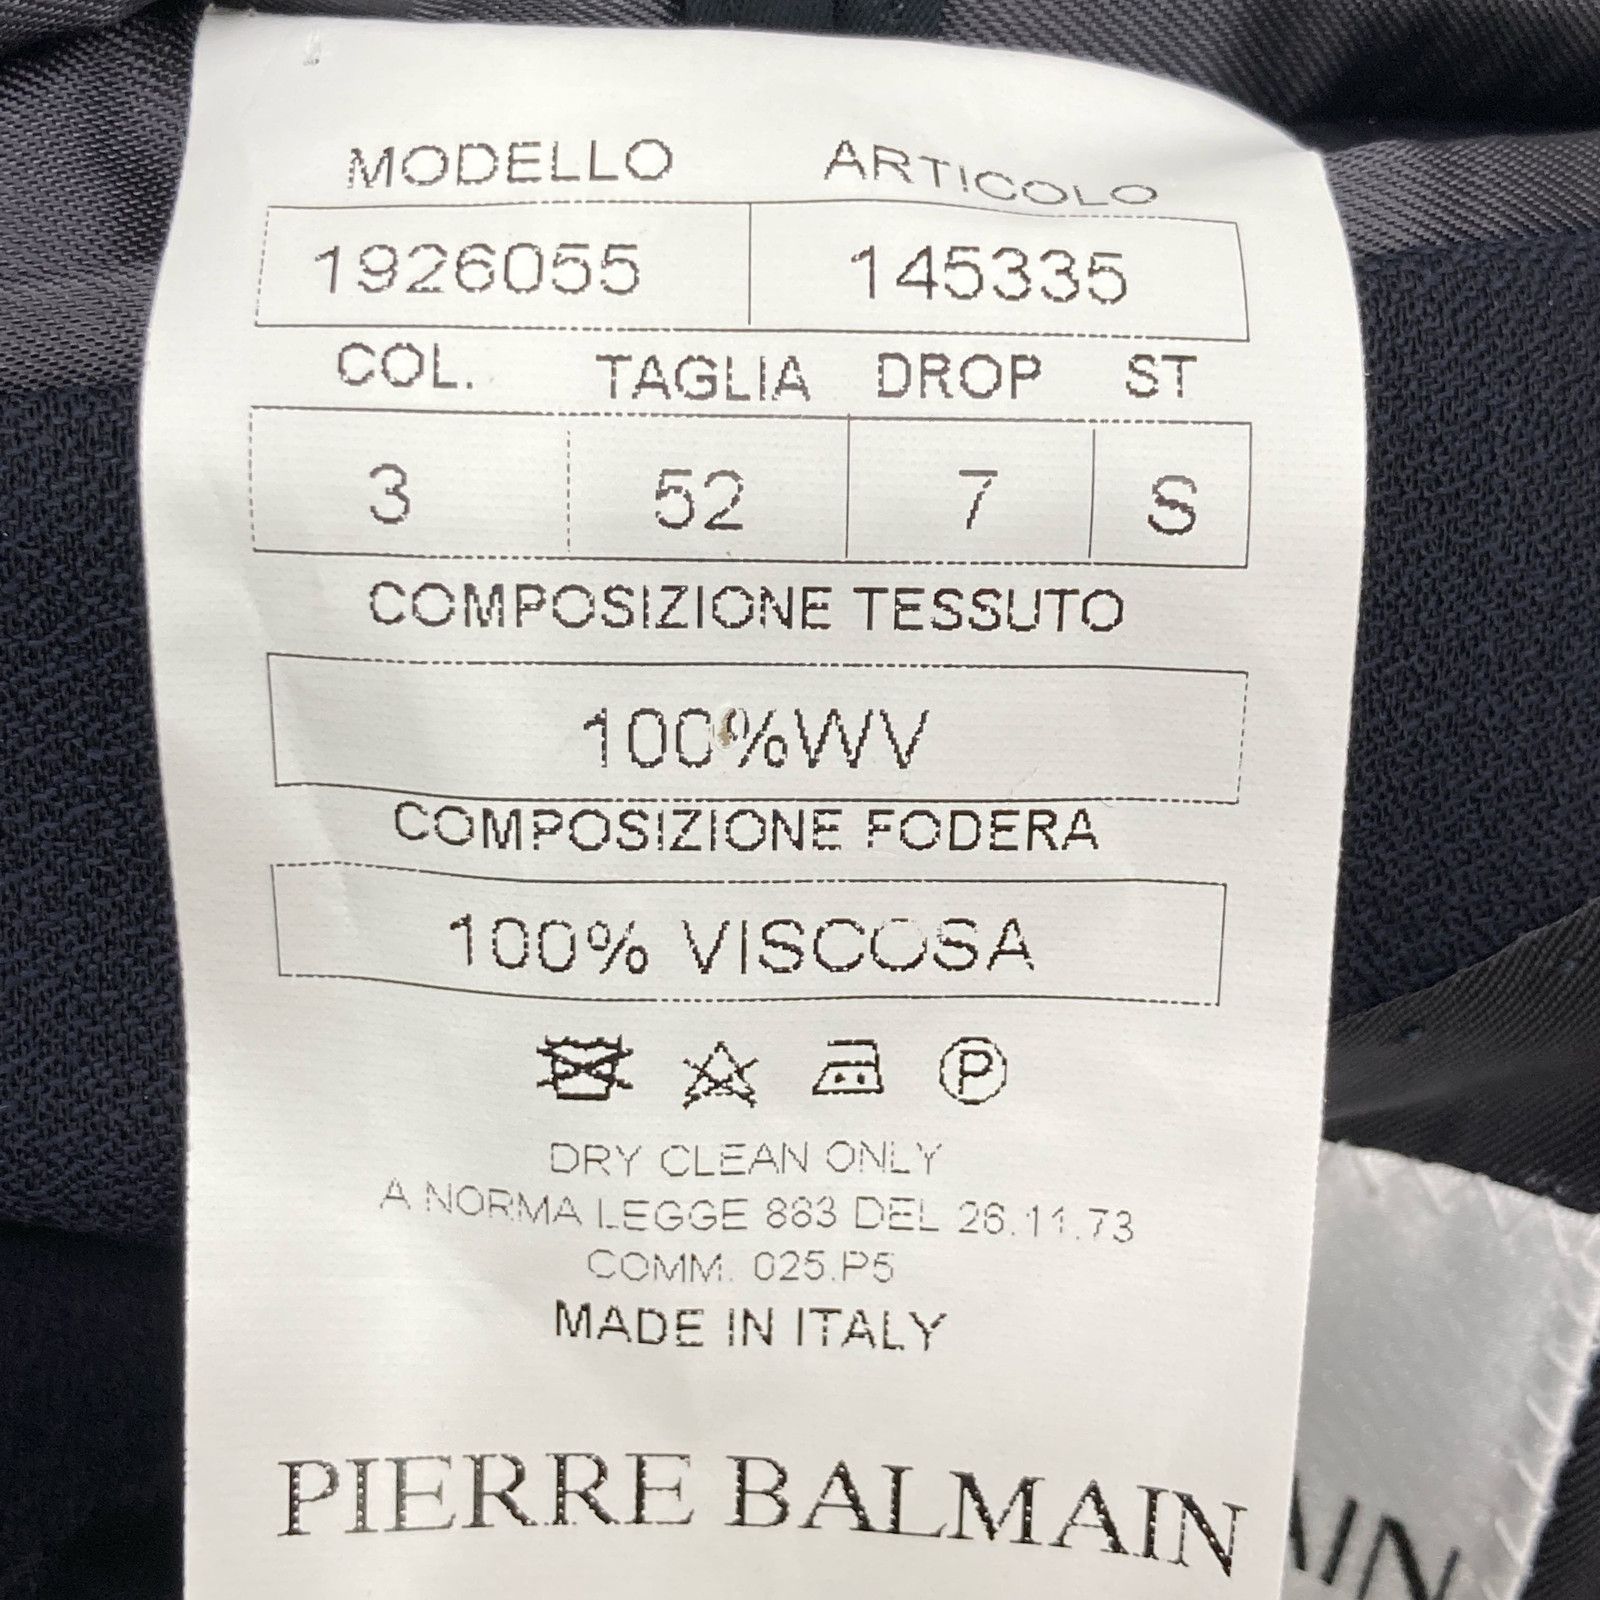 MODELLO ARTICOLO
1926055 145335
COL. TAGLIA DROP ST
3 52 7 S
COMPOSIZIONE TESSUTO
100%WV
COMPOSIZIONE FODERA
100% VISCOSA
P
DRY CLEAN ONLY
A NORMA LEGGE 883 DEL 26.11.73
COMM. 025.P5
MADE IN ITALY
PIERRE BALMAIN
AIN